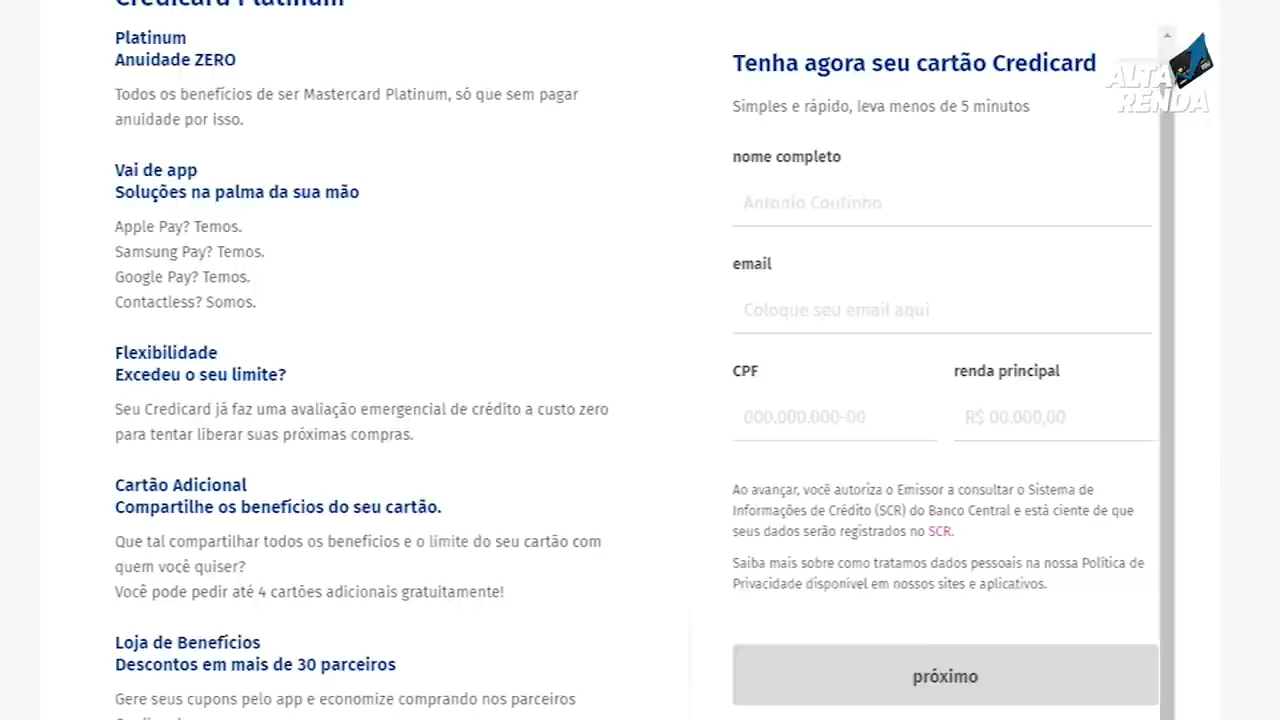 Credicard Platinum
Platinum
Anuidade ZERO
Todos os benefícios de ser Mastercard Platinum, só que sem pagar
anuidade por isso.
Vai de app
Soluções na palma da sua mão
Apple Pay? Temos.
Samsung Pay? Temos.
Google Pay? Temos.
Contactless? Somos.
Flexibilidade
Excedeu o seu limite?
Seu Credicard já faz uma avaliação emergencial de crédito a custo zero
para tentar liberar suas próximas compras.
Cartão Adicional
Compartilhe os benefícios do seu cartão.
Que tal compartilhar todos os benefícios e o limite do seu cartão com
quem você quiser?
Você pode pedir até 4 cartões adicionais gratuitamente!
Loja de Benefícios
Descontos em mais de 30 parceiros
Gere seus cupons pelo app e economize comprando nos parceiros
Tenha agora seu cartão Credicard
Simples e rápido, leva menos de 5 minutos
nome completo
Antonio Coutinho
email
Coloque seu email aqui
CPF
renda principal
000.000.000-00
R$ 00.000,00
Ao avançar, você autoriza o Emissor a consultar o Sistema de
Informações de Crédito (SCR) do Banco Central e está ciente de que
seus dados serão registrados no SCR.
Saiba mais sobre como tratamos dados pessoais na nossa Política de
Privacidade disponível em nossos sites e aplicativos.
próximo
ALTA
RENDA